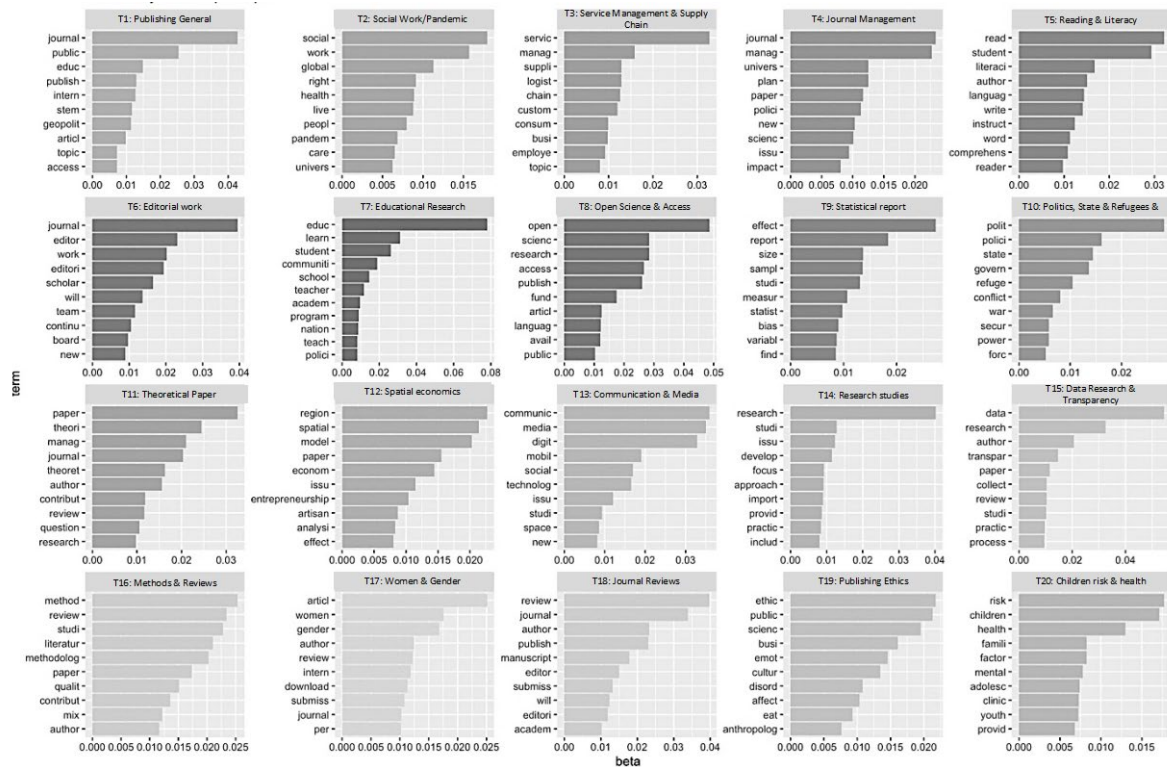 T1: Publishing General
journal
public
educ
publish
intern
stem
geopolit
articl
topic
access
0.00 0.01 0.02 0.03 0.04
T2: Social Work/Pandemic
social
work
global
right
health
live
peopl
pandem
care
univers
0.000 0.005 0.010 0.015
T3: Service Management & Supply
Chain
servic
manag
suppli
logist
chain
custom
consum
busi
employe
topic
0.00 0.01 0.02 0.03
T4: Journal Management
journal
manag
univers
plan
paper
polici
new
scienc
issu
impact
0.000 0.005 0.010 0.015 0.020
T5: Reading & Literacy
read
student
literaci
author
languag
write
instruct
word
comprehens
reader
0.00 0.01 0.02 0.03
T6: Editorial work
journal
editor
work
editori
scholar
will
team
continu
board
new
0.00 0.01 0.02 0.03 0.04
T7: Educational Research
educ
learn
student
communiti
school
teacher
academ
program
nation
teach
polici
0.00 0.02 0.04 0.06 0.08
T8: Open Science & Access
open
scienc
research
access
publish
fund
articl
languag
avail
public
0.00 0.01 0.02 0.03 0.04 0.05
T9: Statistical report
effect
report
size
sampl
studi
measur
statist
bias
variabl
find
0.00 0.01 0.02
T10: Politics, State & Refugees &
polit
polici
state
govern
refuge
conflict
war
secur
power
forc
0.00 0.01 0.02
term
T11: Theoretical Paper
paper
theori
manag
journal
theoret
author
contribut
review
question
research
0.00 0.01 0.02 0.03
T12: Spatial economics
region
spatial
model
paper
econom
issu
entrepreneurship
artisan
analysi
effect
0.000 0.005 0.010 0.015 0.020
T13: Communication & Media
communic
media
digit
mobil
social
technolog
issu
studi
space
new
0.00 0.01 0.02 0.03
T14: Research studies
research
studi
issu
develop
focus
approach
import
provid
practic
includ
0.00 0.01 0.02 0.03 0.04
T15: Data Research &
Transparency
data
research
author
transpar
paper
collect
review
studi
practic
process
0.00 0.02 0.04
T16: Methods & Reviews
method
review
studi
literatur
methodolog
paper
qualit
contribut
mix
author
0.000 0.005 0.010 0.015 0.020 0.025
T17: Women & Gender
articl
women
gender
author
review
intern
download
submiss
journal
per
0.000 0.005 0.010 0.015 0.020 0.025
T18: Journal Reviews
review
journal
author
publish
manuscript
editor
submiss
will
editori
academ
0.00 0.01 0.02 0.03 0.04
T19: Publishing Ethics
ethic
public
scienc
busi
emot
cultur
disord
affect
eat
anthropolog
0.000 0.005 0.010 0.015 0.020
T20: Children risk & health
risk
children
health
famili
factor
mental
adolesc
clinic
youth
provid
0.000 0.005 0.010 0.015
beta